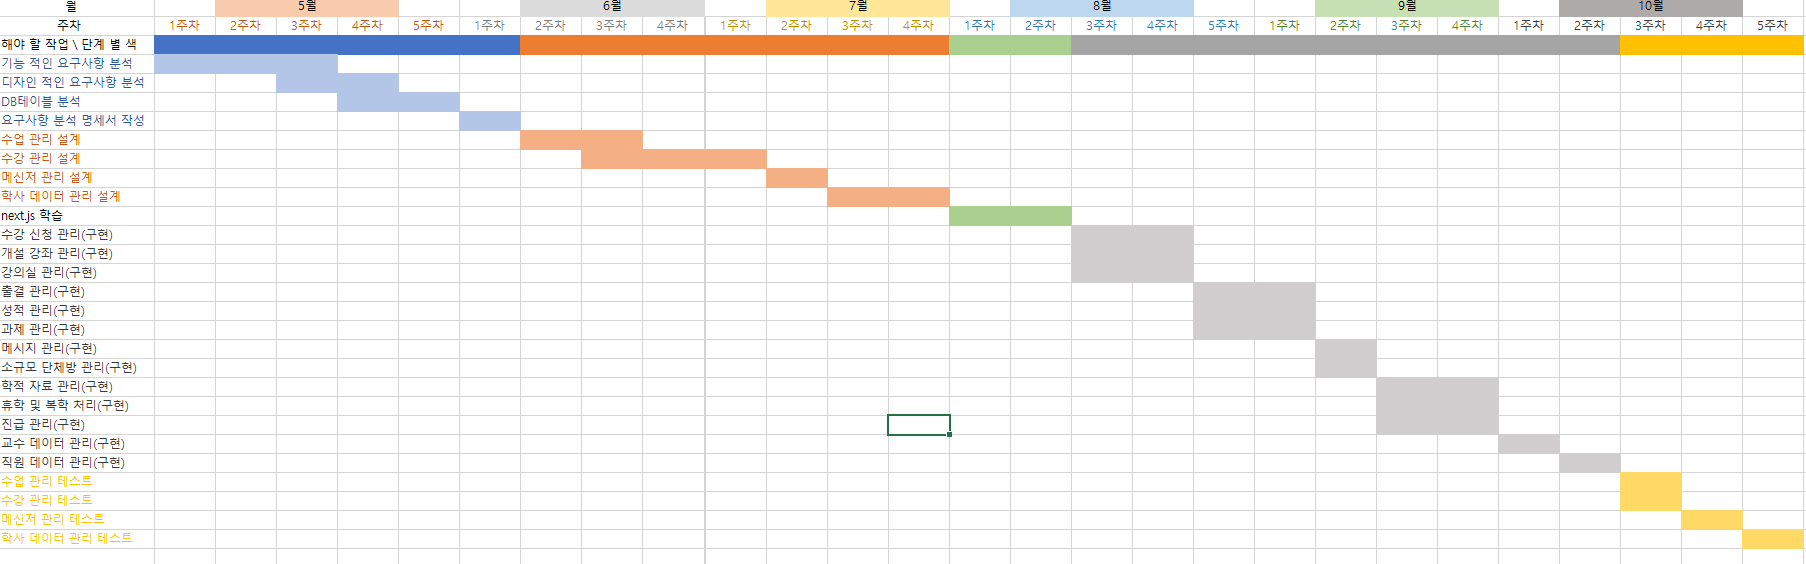 월 5월 6월 7월 8월 9월 10월
주차 1주차 2주차 3주차 4주차 5주차 1주차 2주차 3주차 4주차 1주차 2주차 3주차 4주차 1주차 2주차 3주차 4주차 5주차 1주차 2주차 3주차 4주차 1주차 2주차 3주차 4주차 5주차
해야 할 작업 \ 단계 별 색
기능 적인 요구사항 분석
디자인 적인 요구사항 분석
DB테이블 분석
요구사항 분석 명세서 작성
수업 관리 설계
수강 관리 설계
메신저 관리 설계
학사 데이터 관리 설계
next.js 학습
수강 신청 관리(구현)
개설 강좌 관리(구현)
강의실 관리(구현)
출결 관리(구현)
성적 관리(구현)
과제 관리(구현)
메시지 관리(구현)
소규모 단체방 관리(구현)
학적 자료 관리(구현)
휴학 및 복학 처리(구현)
진급 관리(구현)
교수 데이터 관리(구현)
직원 데이터 관리(구현)
수업 관리 테스트
수강 관리 테스트
메신저 관리 테스트
학사 데이터 관리 테스트